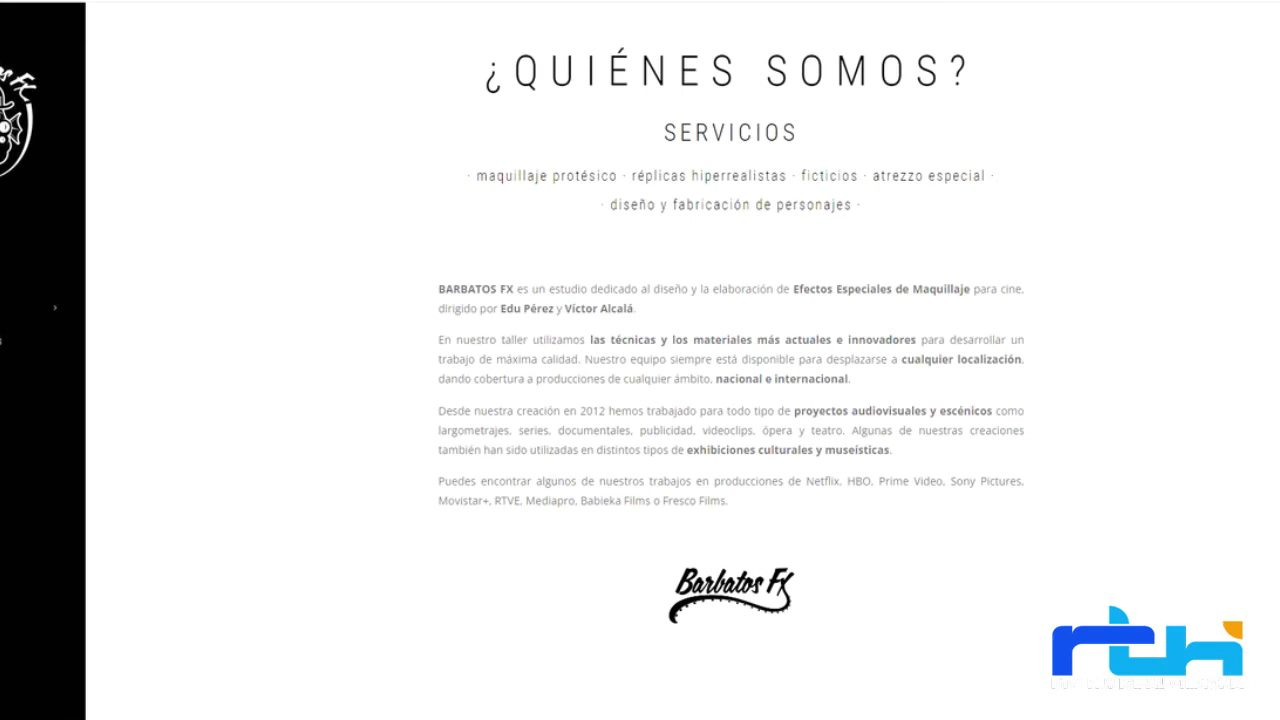 ¿QUIÉNES SOMOS?
SERVICIOS
· maquillaje protésico · réplicas hiperrealistas · ficticios · atrezzo especial ·
· diseño y fabricación de personajes ·
BARBATOS FX es un estudio dedicado al diseño y la elaboración de Efectos Especiales de Maquillaje para cine,
dirigido por Edu Pérez y Víctor Alcalá.
En nuestro taller utilizamos las técnicas y los materiales más actuales e innovadores para desarrollar un
trabajo de máxima calidad. Nuestro equipo siempre está disponible para desplazarse a cualquier localización,
dando cobertura a producciones de cualquier ámbito, nacional e internacional.
Desde nuestra creación en 2012 hemos trabajado para todo tipo de proyectos audiovisuales y escénicos como
largometrajes, series, documentales, publicidad, videoclips, ópera y teatro. Algunas de nuestras creaciones
también han sido utilizadas en distintos tipos de exhibiciones culturales y museísticas.
Puedes encontrar algunos de nuestros trabajos en producciones de Netflix, HBO, Prime Video, Sony Pictures,
Movistar+, RTVE, Mediapro, Babieka Films o Fresco Films.
Barbatos Fx